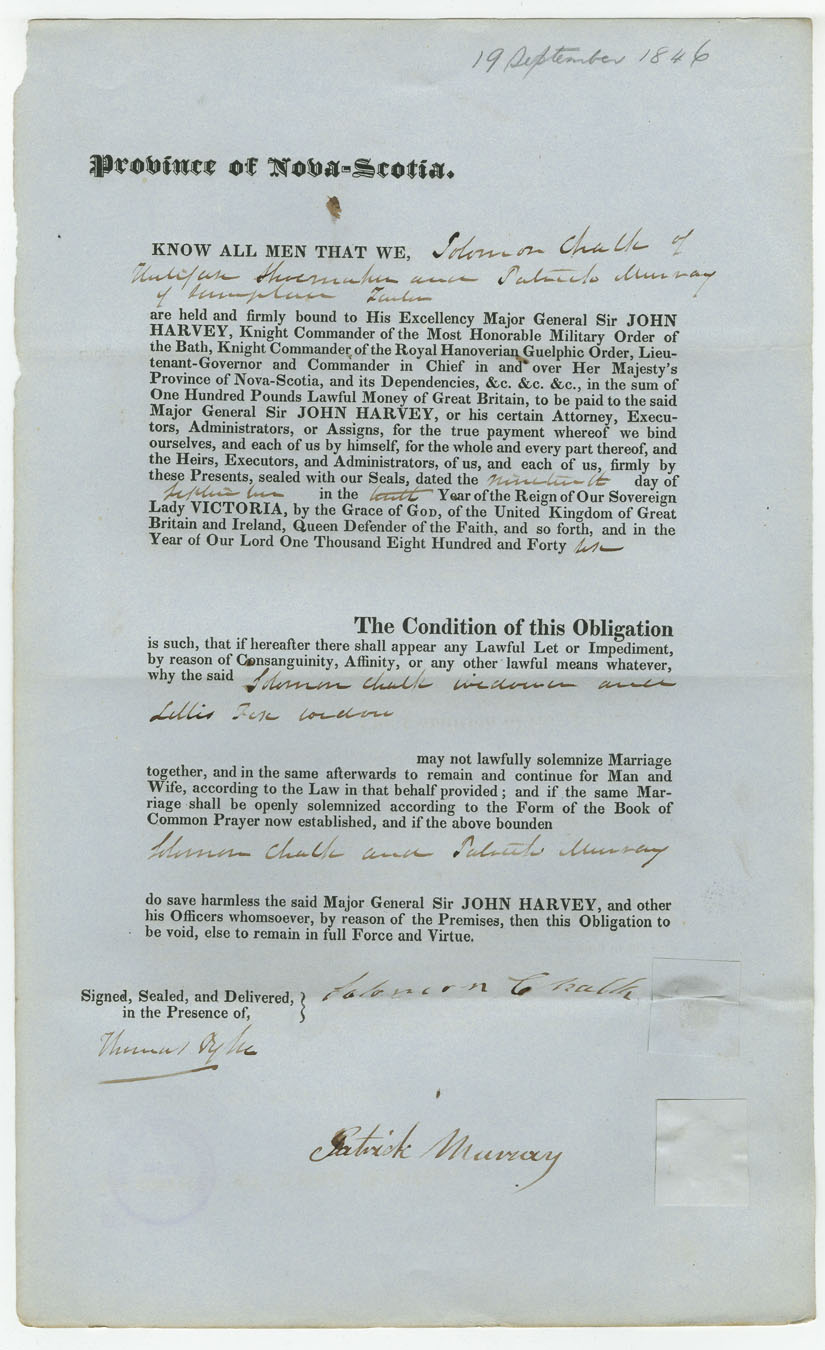 19 September 1846
Province of Nova-Scotia.
KNOW ALL MEN THAT WE, Solomon Chalk of
Halifax Shoemaker and Patrick Murray
of same place Tailor
are held and firmly bound to His Excellency Major General Sir JOHN
HARVEY, Knight Commander of the Most Honorable Military Order of
the Bath, Knight Commander of the Royal Hanoverian Guelphic Order, Lieu-
tenant-Governor and Commander in Chief in and over Her Majesty's
Province of Nova-Scotia, and its Dependencies, &c. &c. &c., in the sum of
One Hundred Pounds Lawful Money of Great Britain, to be paid to the said
Major General Sir JOHN HARVEY, or his certain Attorney, Execu-
tors, Administrators, or Assigns, for the true payment whereof we bind
ourselves, and each of us by himself, for the whole and every part thereof, and
the Heirs, Executors, and Administrators, of us, and each of us, firmly by
these Presents, sealed with our Seals, dated the nineteenth day of
September in the tenth Year of the Reign of Our Sovereign
Lady VICTORIA, by the Grace of GOD, of the United Kingdom of Great
Britain and Ireland, Queen Defender of the Faith, and so forth, and in the
Year of Our Lord One Thousand Eight Hundred and Forty six
The Condition of this Obligation
is such, that if hereafter there shall appear any Lawful Let or Impediment,
by reason of Consanguinity, Affinity, or any other lawful means whatever,
why the said Solomon Chalk widower and
Lillis Fox widow
may not lawfully solemnize Marriage
together, and in the same afterwards to remain and continue for Man and
Wife, according to the Law in that behalf provided; and if the same Mar-
riage shall be openly solemnized according to the Form of the Book of
Common Prayer now established, and if the above bounden
Solomon Chalk and Patrick Murray
do save harmless the said Major General Sir JOHN HARVEY, and other
his Officers whomsoever, by reason of the Premises, then this Obligation to
be void, else to remain in full Force and Virtue.
Signed, Sealed, and Delivered,
in the Presence of,
Solomon Chalk
Thomas
Patrick Murray